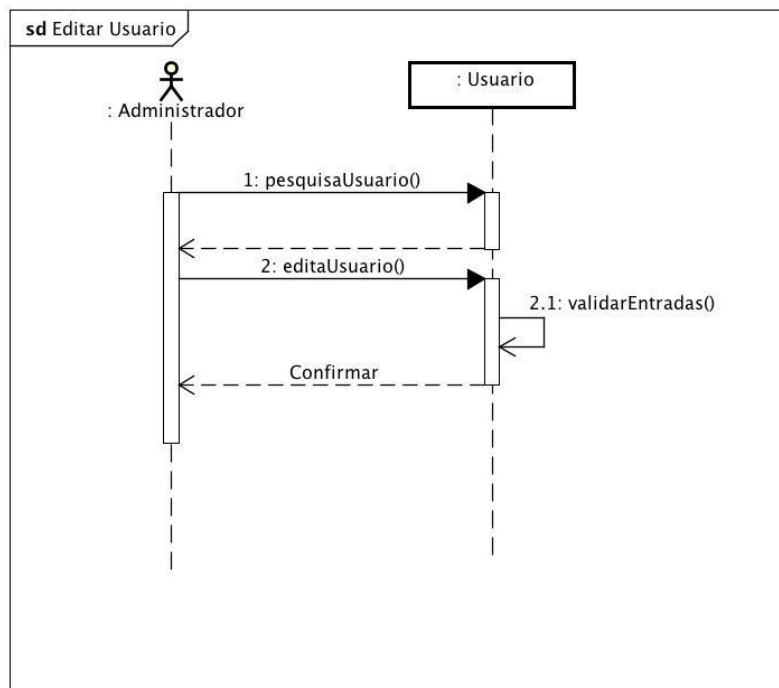 sd Editar Usuario
: Administrador
: Usuario
1: pesquisaUsuario()
2: editaUsuario()
2.1: validarEntradas()
Confirmar